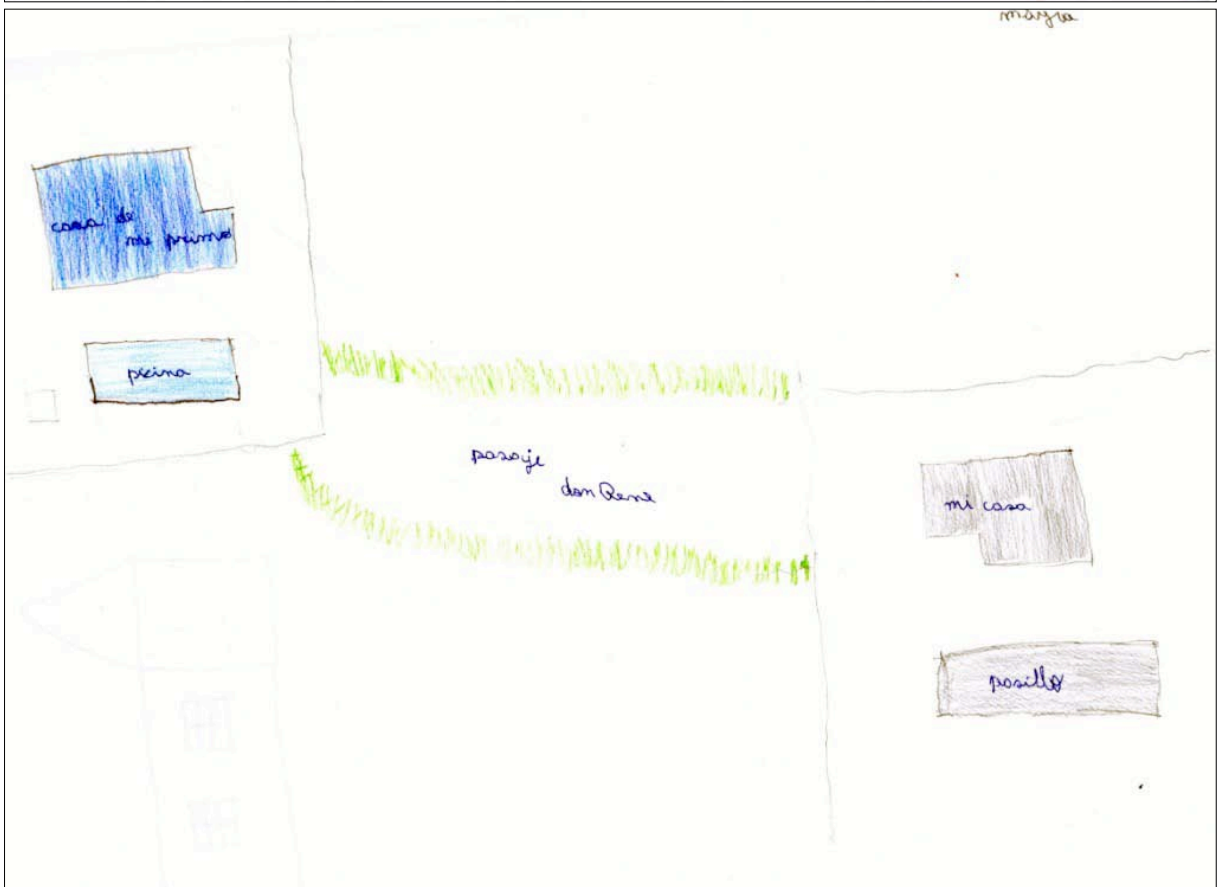 mayra
casa de
mi primo
picina
pasaje
don Rene
mi casa
pasillo